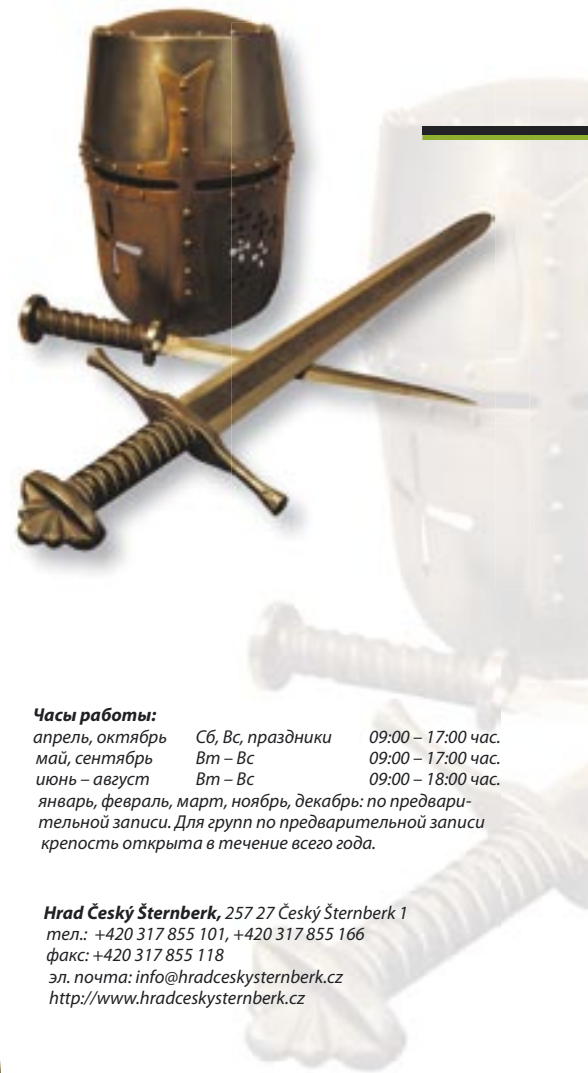 Часы работы:
апрель, октябрь Сб, Вс, праздники 09:00 – 17:00 час.
май, сентябрь Вт – Вс 09:00 – 17:00 час.
июнь – август Вт – Вс 09:00 – 18:00 час.
январь, февраль, март, ноябрь, декабрь: по предвари-
тельной записи. Для групп по предварительной записи
крепость открыта в течение всего года.
Hrad Český Šternberk, 257 27 Český Šternberk 1
тел.: +420 317 855 101, +420 317 855 166
факс: +420 317 855 118
эл. почта: info@hradceskysternberk.cz
http://www.hradceskysternberk.cz